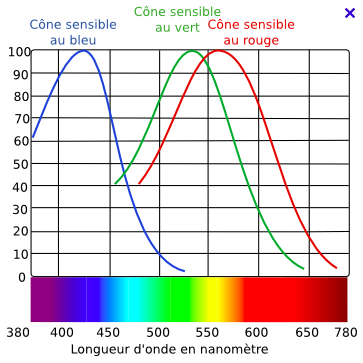 Cône sensible
au vert
Cône sensible
au bleu
Cône sensible
au rouge
100
90
80
70
60
50
40
30
20
10
0
380 400 450 500 550 600 650 780
Longueur d'onde en nanomètre